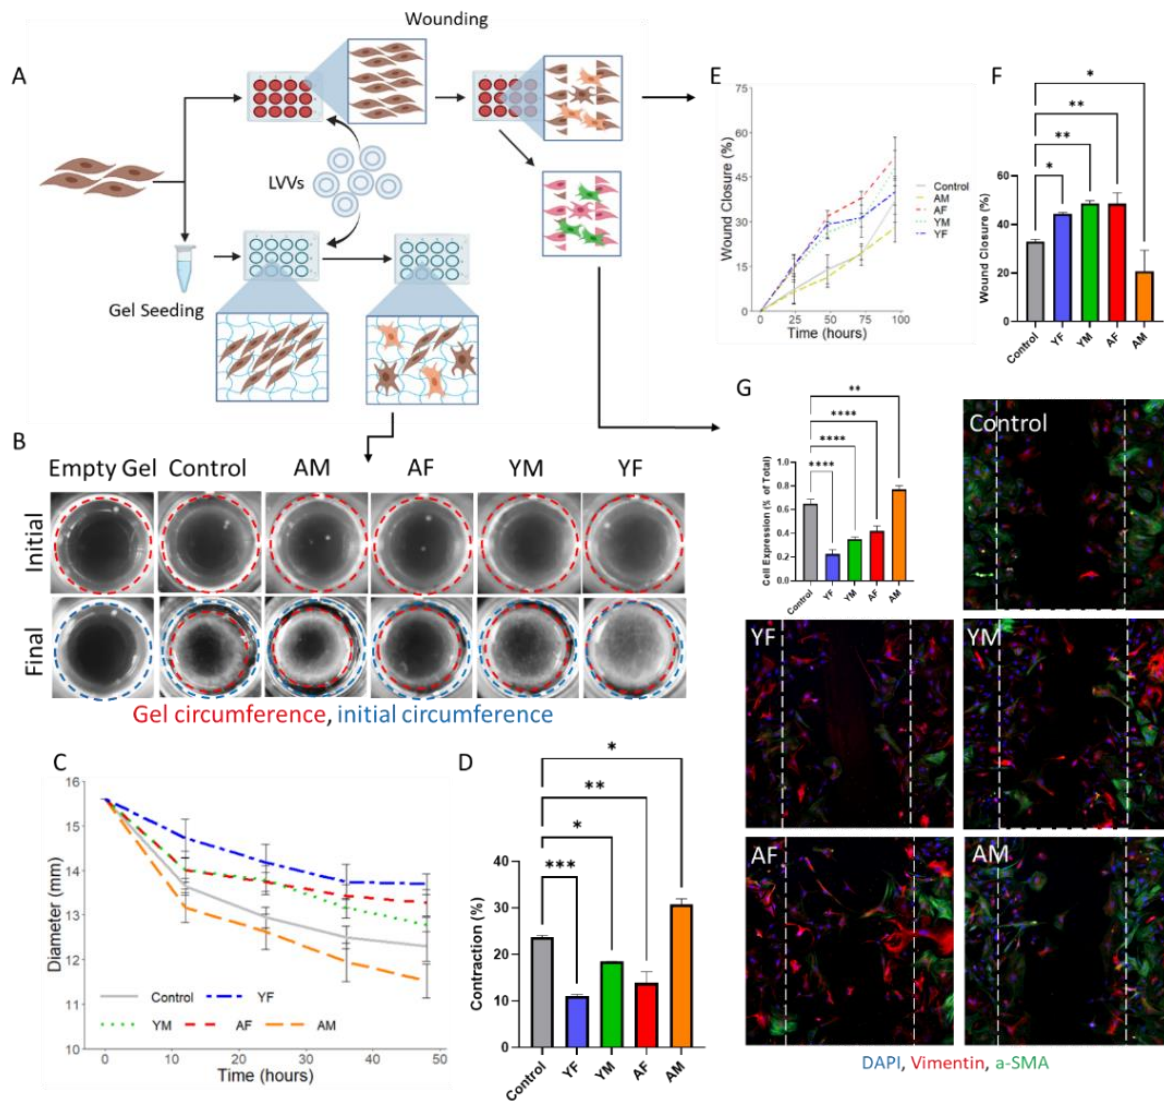 A
Wounding
LVVs
Gel Seeding
B
Empty Gel Control AM AF YM YF
Initial
Final
Gel circumference, initial circumference
C
Diameter (mm)
16
15
14
13
12
11
10
Control YF
YM AF AM
0 10 20 30 40 50
Time (hours)
D
*
**
*
***
Contraction (%)
40
30
20
10
0
Control YF YM AF AM
E
Wound Closure (%)
75
60
45
30
15
0
Control
AM
AF
YM
YF
0 25 50 75 100
Time (hours)
F
*
**
**
*
Wound Closure (%)
60
40
20
0
Control YF YM AF AM
G
**
****
****
****
Cell Expression (% of Total)
1.0
0.8
0.6
0.4
0.2
0.0
Control YF YM AF AM
Control
YF
YM
AF
AM
DAPI, Vimentin, a-SMA